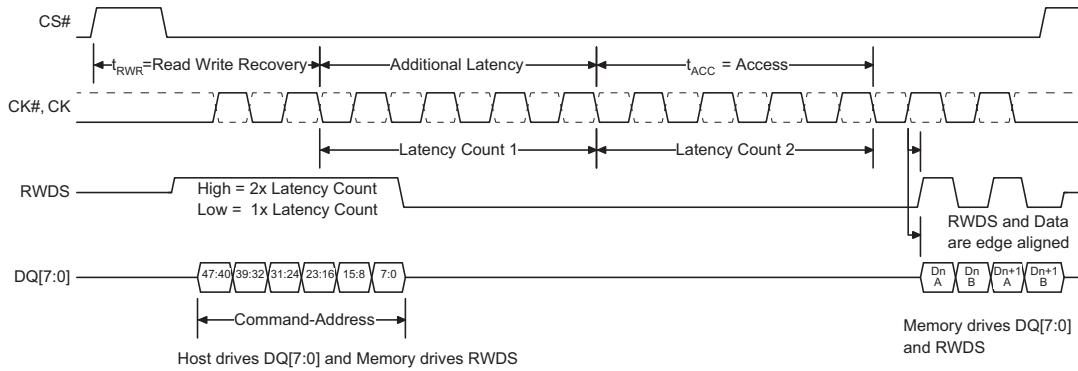 CS#
t_RWR=Read Write Recovery
Additional Latency
t_ACC = Access
CK#, CK
Latency Count 1
Latency Count 2
RWDS
High = 2x Latency Count
Low = 1x Latency Count
RWDS and Data
are edge aligned
DQ[7:0]
47:40 39:32 31:24 23:16 15:8 7:0
Dn A
Dn B
Dn+1 A
Dn+1 B
Command-Address
Host drives DQ[7:0] and Memory drives RWDS
Memory drives DQ[7:0]
and RWDS